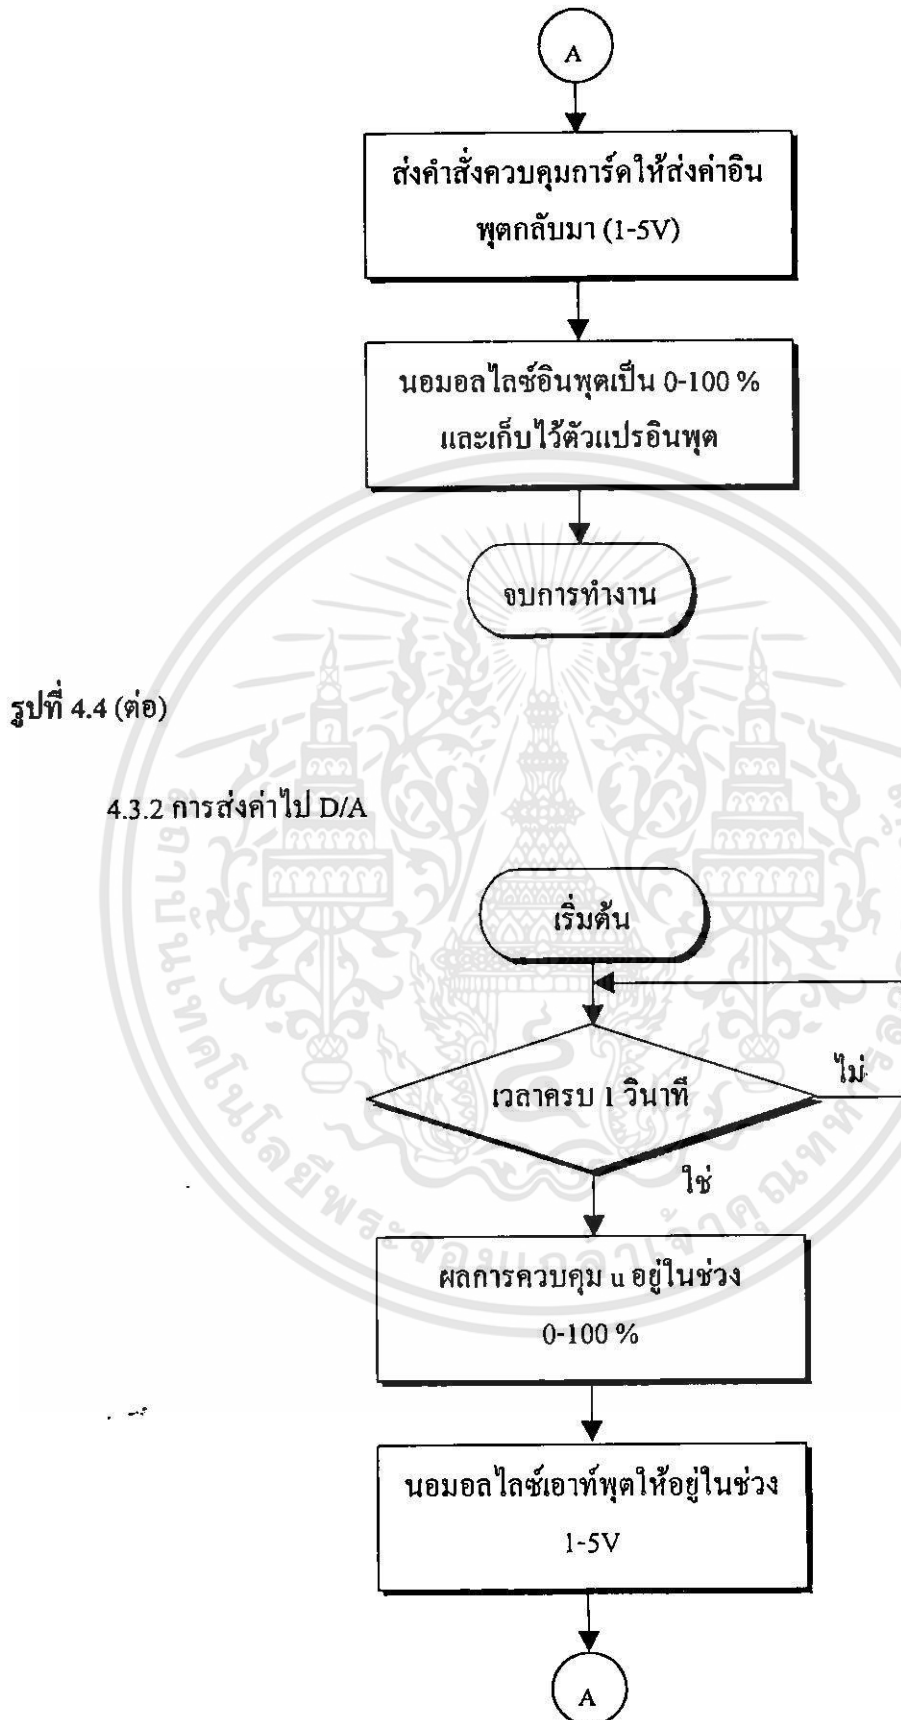 A
ส่งคำสั่งควบคุมการ์ดให้ส่งค่าอิน
พุตกลับมา (1-5V)
นอมอลไลซ์อินพุตเป็น 0-100 %
และเก็บไว้ตัวแปรอินพุต
จบการทำงาน
รูปที่ 4.4 (ต่อ)
4.3.2 การส่งค่าไป D/A
เริ่มต้น
เวลาครบ 1 วินาที
ไม่
ใช่
ผลการควบคุม u อยู่ในช่วง
0-100 %
นอมอลไลซ์เอาท์พุตให้อยู่ในช่วง
1-5V
A